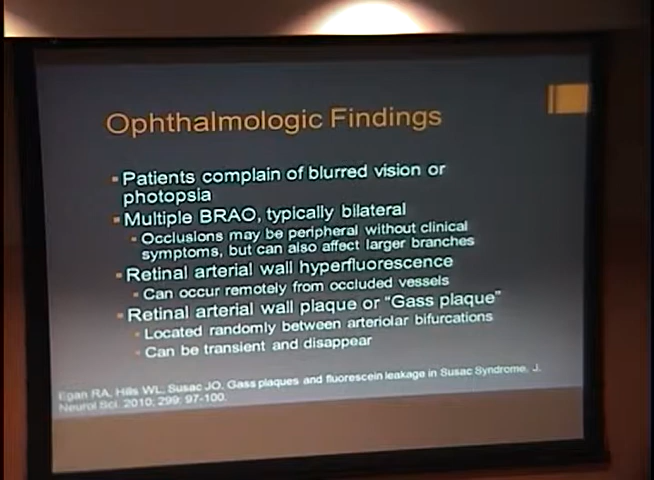 Ophthalmologic Findings
Patients complain of blurred vision or
photopsia
Multiple BRAO, typically bilateral
Occlusions may be peripheral without clinical
symptoms, but can also affect larger branches
Retinal arterial wall hyperfluorescence
Can occur remotely from occluded vessels
Retinal arterial wall plaque or “Gass plaque”
Located randomly between arteriolar bifurcations
Can be transient and disappear
Egan RA, Hills WL, Susac JO. Gass plaques and fluorescein leakage in Susac Syndrome. J.
Neurol Sci. 2010; 299: 97-100.